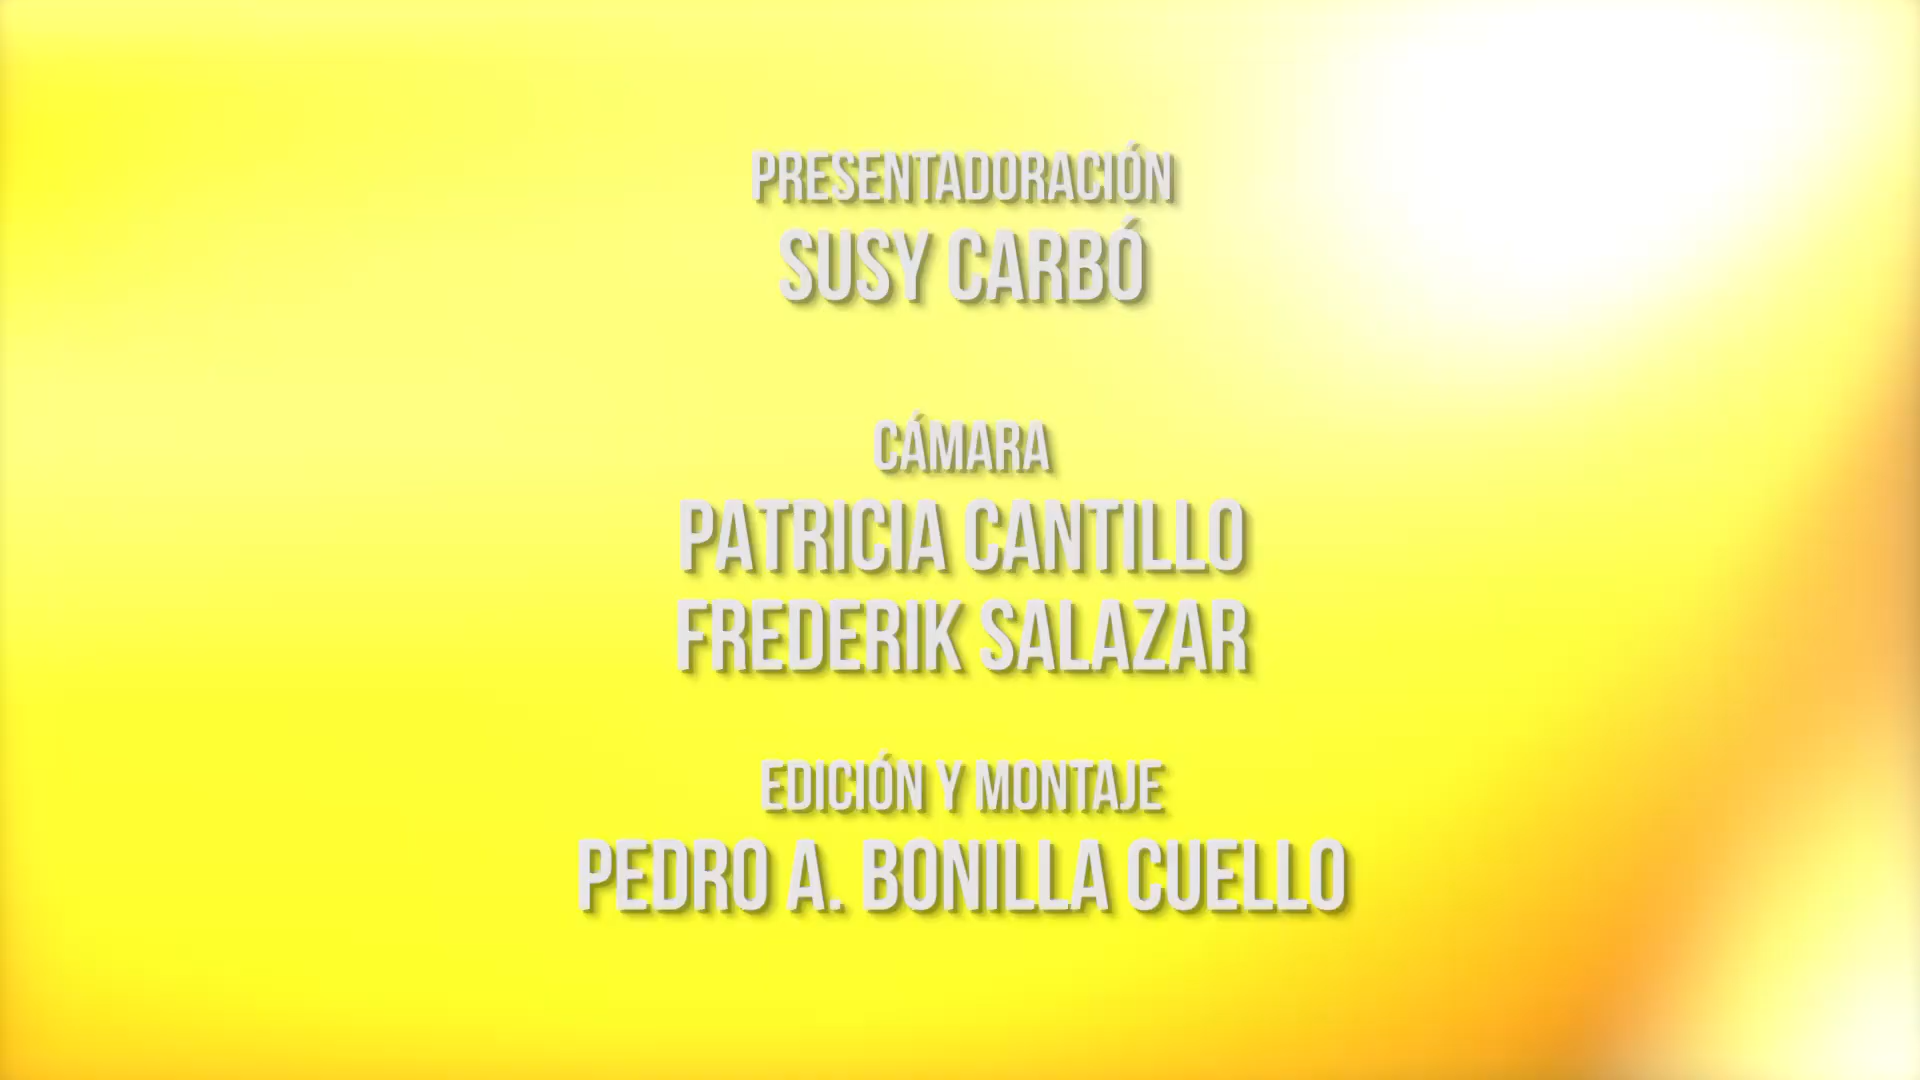 PRESENTADORACIÓN
SUSY CARBÓ
CÁMARA
PATRICIA CANTILLO
FREDERIK SALAZAR
EDICIÓN Y MONTAJE
PEDRO A. BONILLA CUELLO